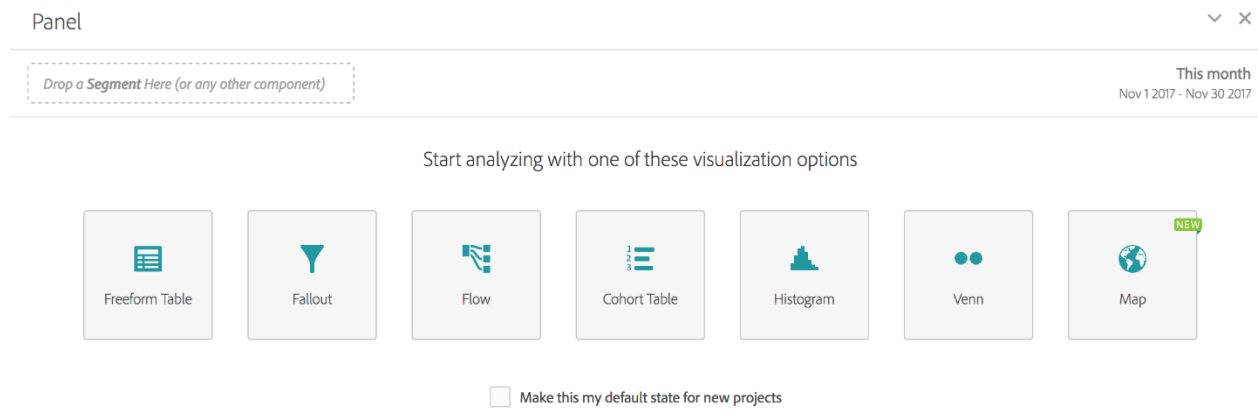 Panel
Drop a Segment Here (or any other component)
This month
Nov 1 2017 - Nov 30 2017
Start analyzing with one of these visualization options
NEW
1
2
3
Freeform Table
Fallout
Flow
Cohort Table
Histogram
Venn
Map
Make this my default state for new projects